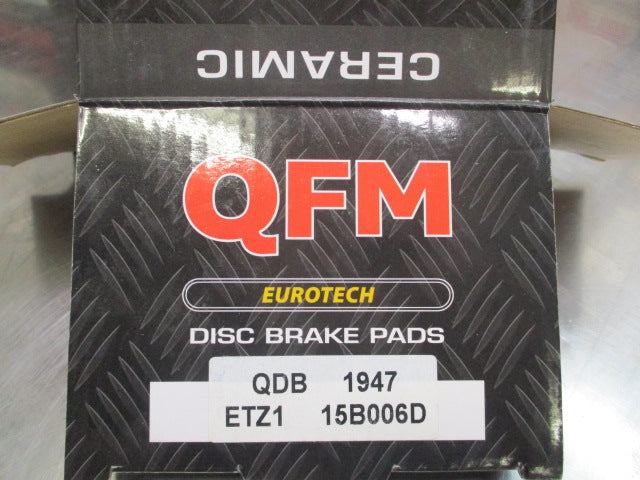 CERAMIC
QFM
EUROTECH
DISC BRAKE PADS
QDB 1947
ETZ1 15B006D